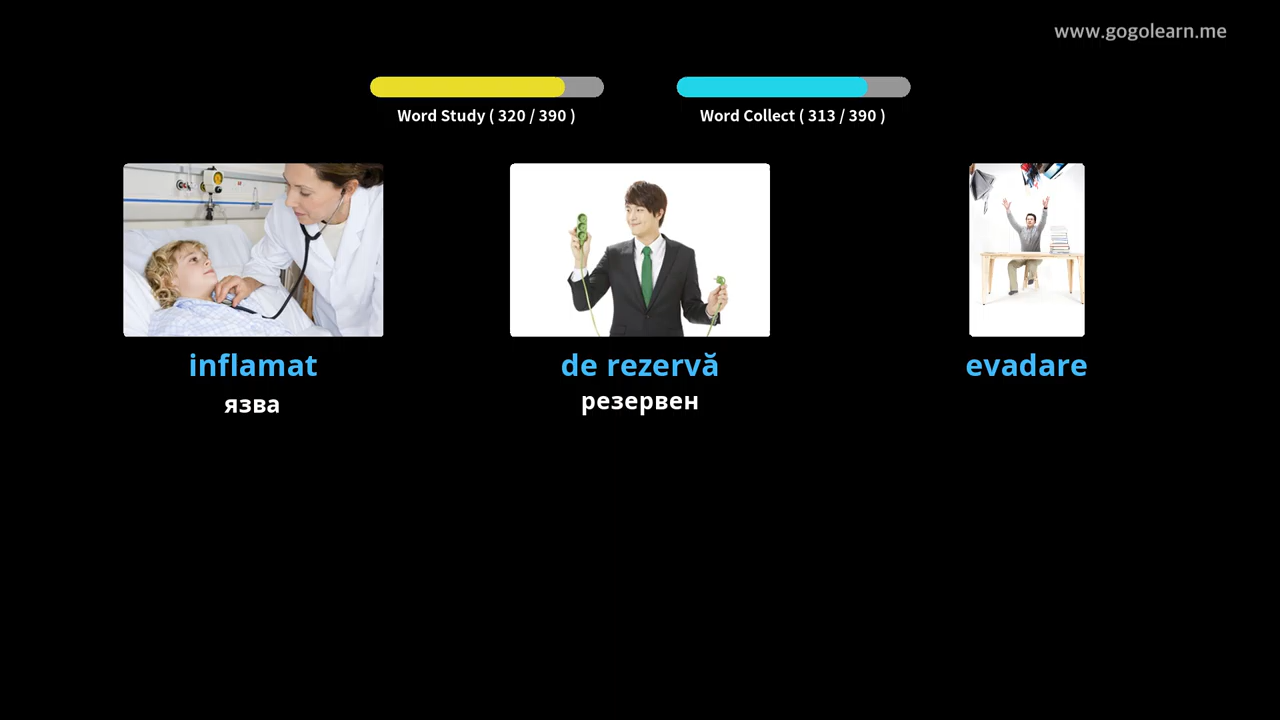 www.gogolearn.me
Word Study ( 320 / 390 )
Word Collect ( 313 / 390 )
inflamat
язва
de rezervă
резервен
evadare